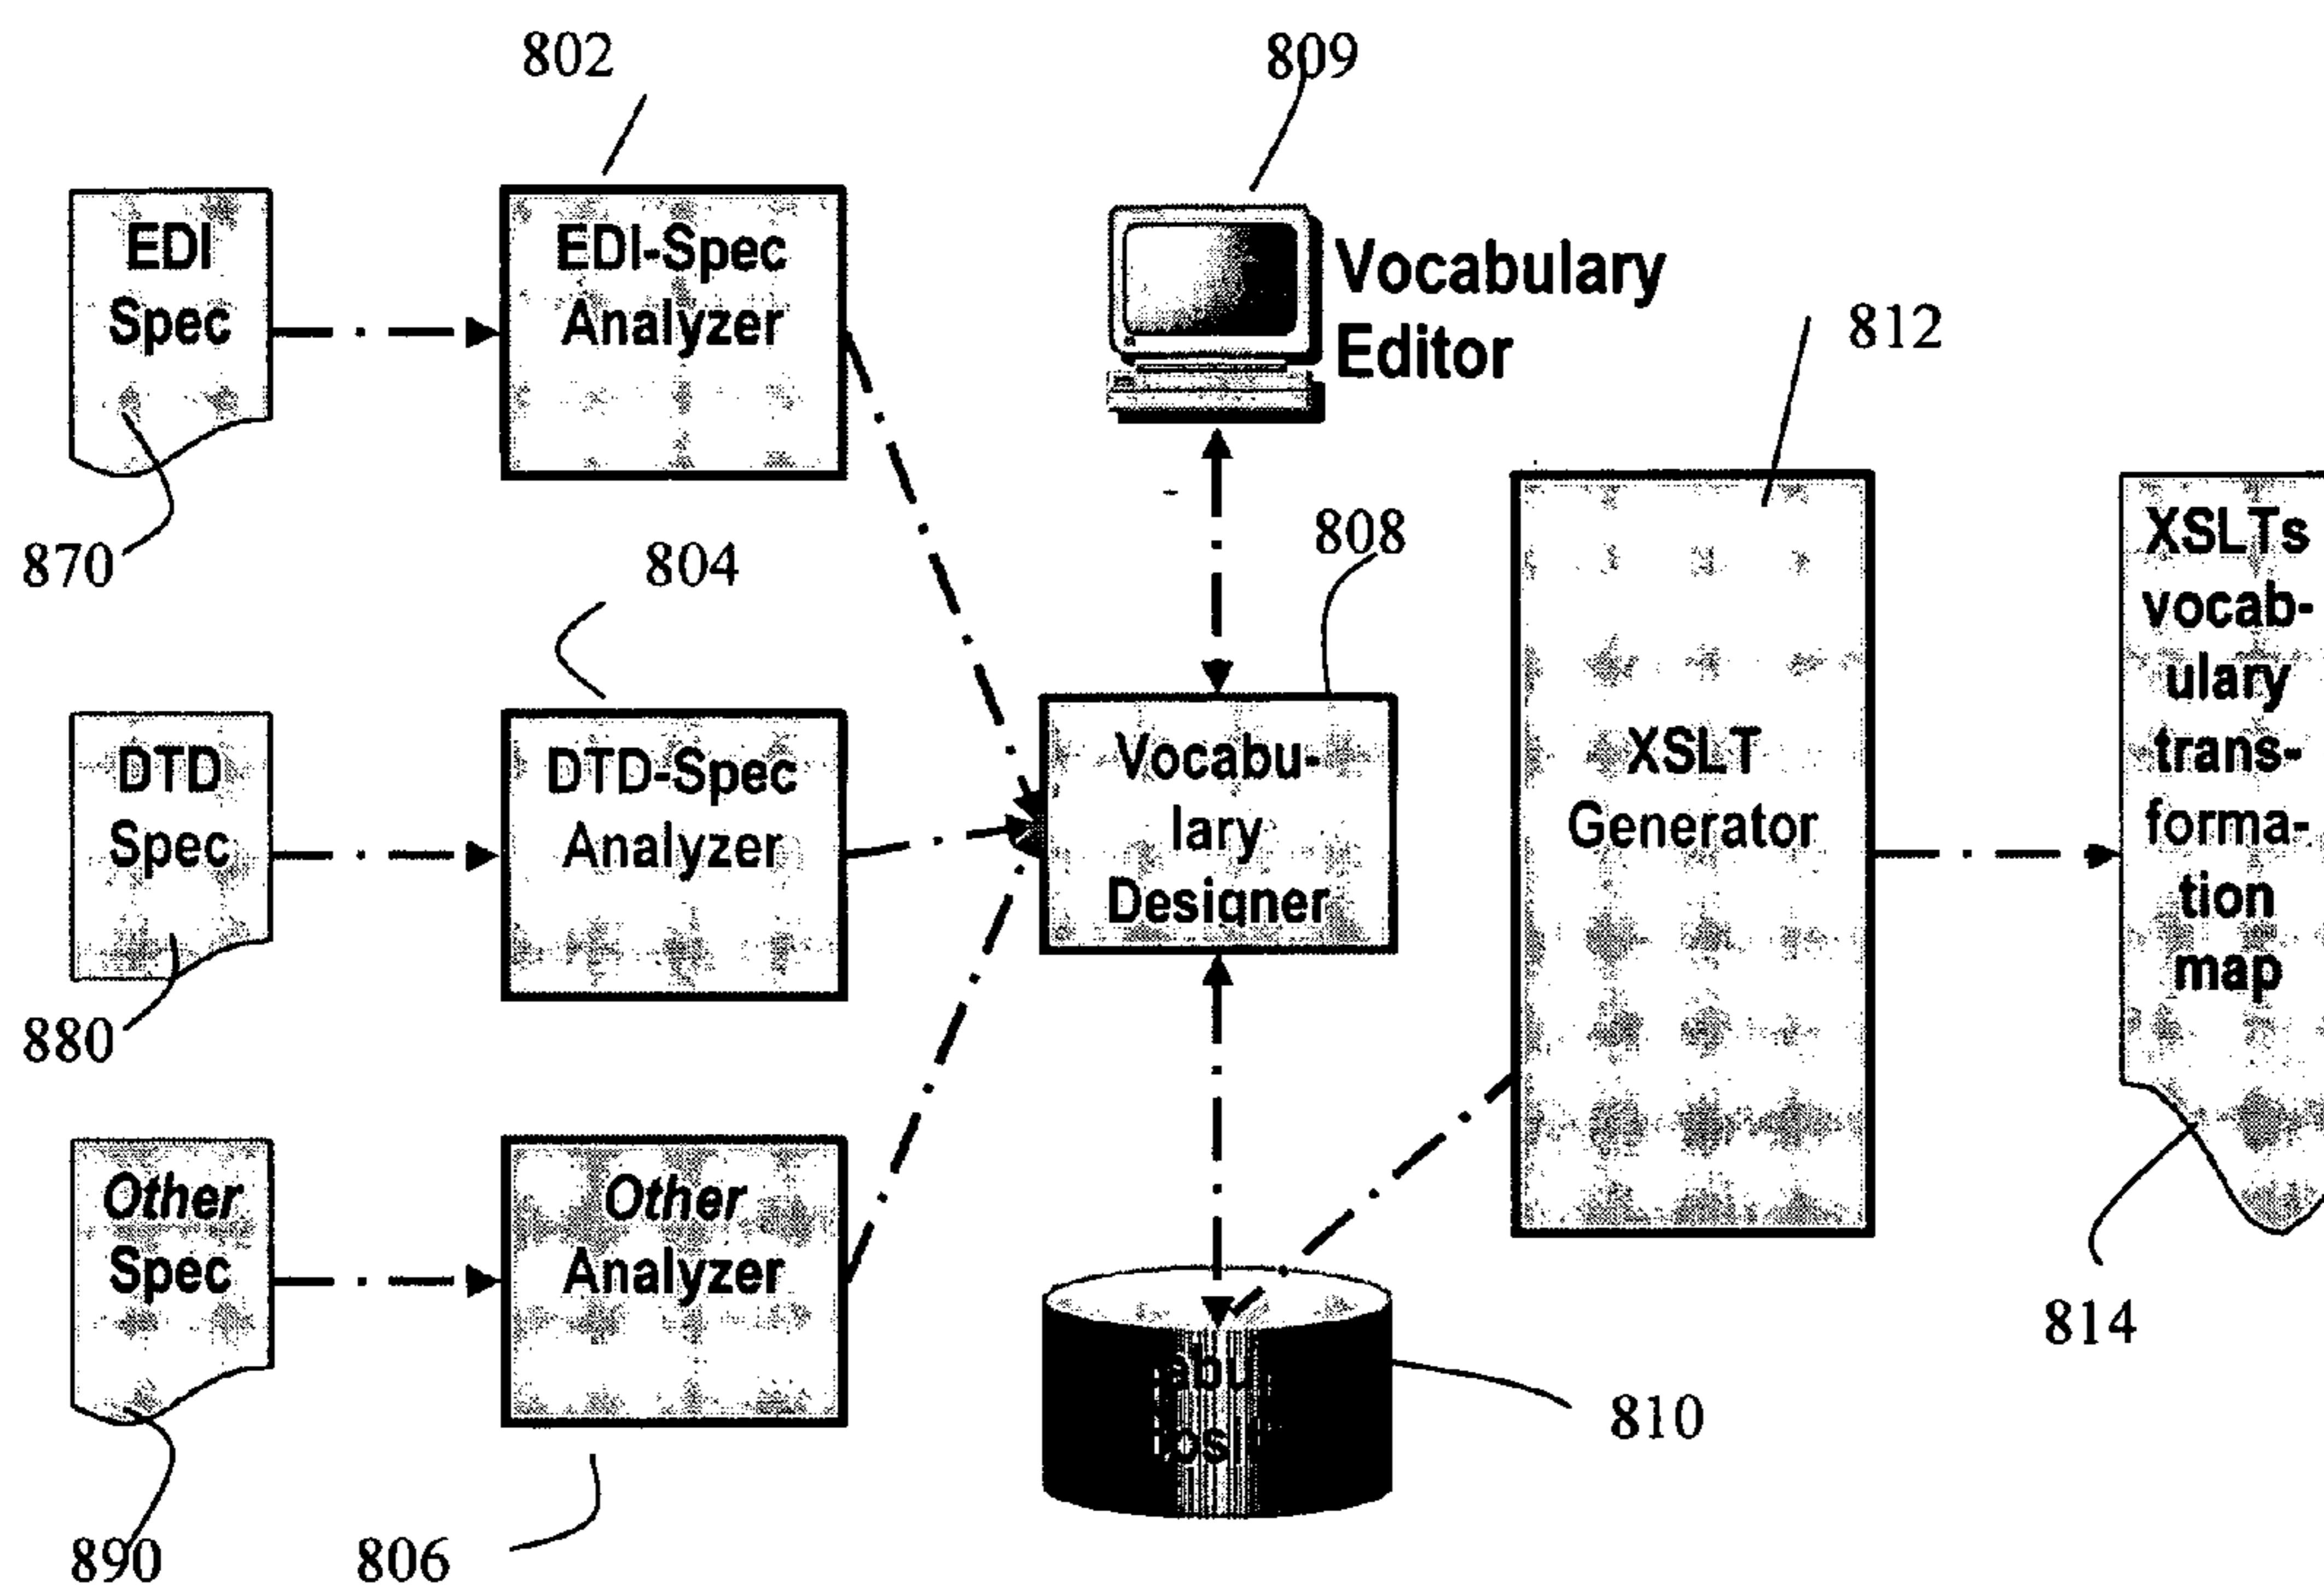 802
809
EDI
Spec
EDI-Spec
Analyzer
Vocabulary
Editor
812
870
804
808
XSLTs
vocab-
ulary
trans-
forma-
tion
map
DTD
Spec
DTD-Spec
Analyzer
Vocabu-
lary
Designer
XSLT
Generator
880
Other
Spec
Other
Analyzer
814
810
890
806